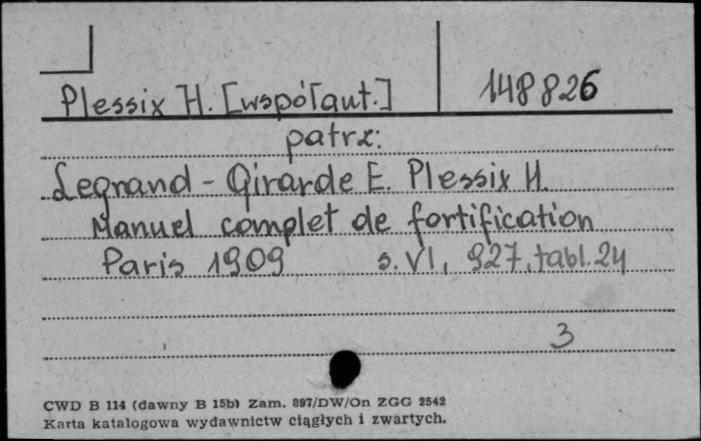 Plessix H. [współaut.] 148826
patrz:
Legrand - Girarde E. Plessix H.
Manuel complet de fortification
Paris 1909 s. VI, 927, tabl. 24
3
CWD B 114 (dawny B 15b) Zam. 897/DW/On ZGG 2542
Karta katalogowa wydawnictw ciągłych i zwartych.